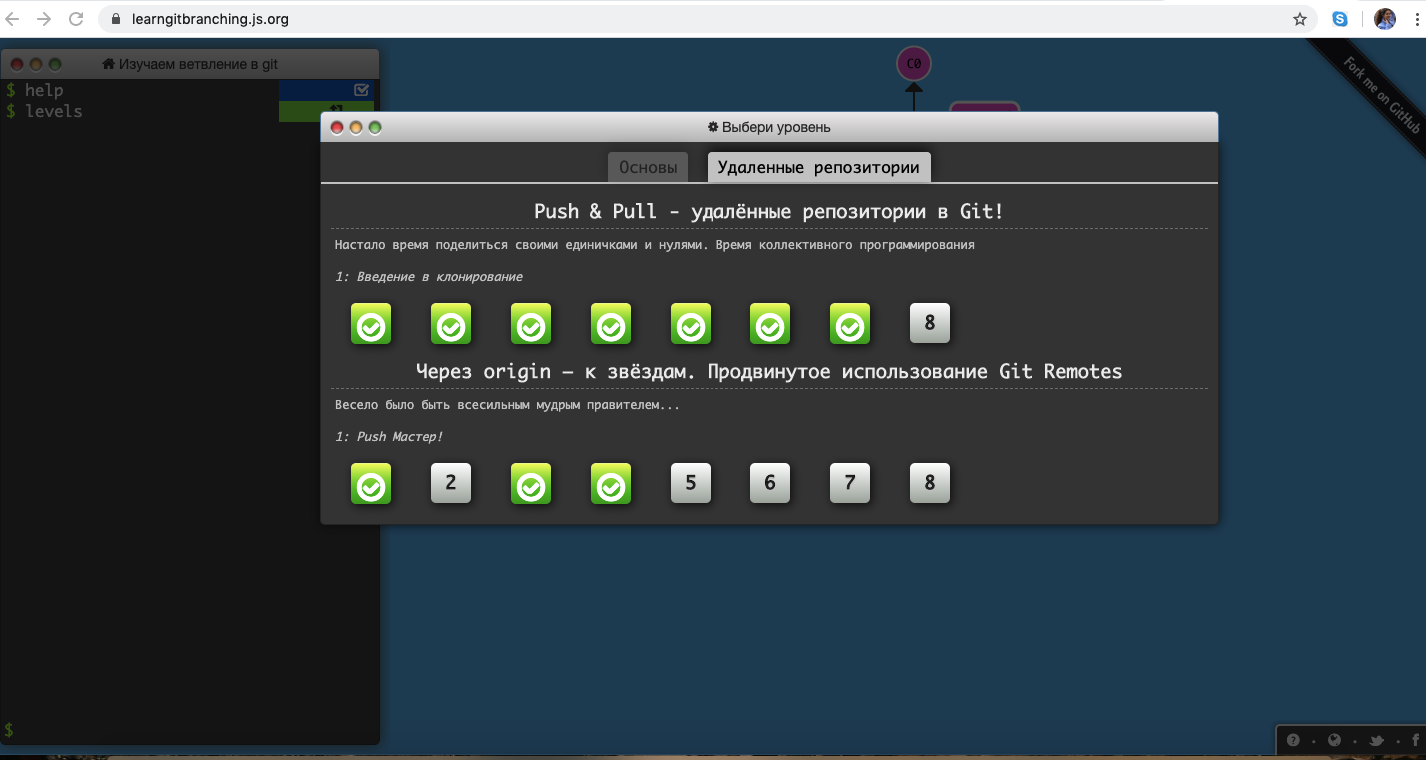 learngitbranching.js.org
Изучаем ветвление в git
$ help
$ levels
C0
Fork me on GitHub
Выбери уровень
Основы
Удаленные репозитории
Push & Pull - удалённые репозитории в Git!
Настало время поделиться своими единичками и нулями. Время коллективного программирования
1: Введение в клонирование
8
Через origin – к звёздам. Продвинутое использование Git Remotes
Весело было быть всесильным мудрым правителем...
1: Push Мастер!
2 5 6 7 8
$